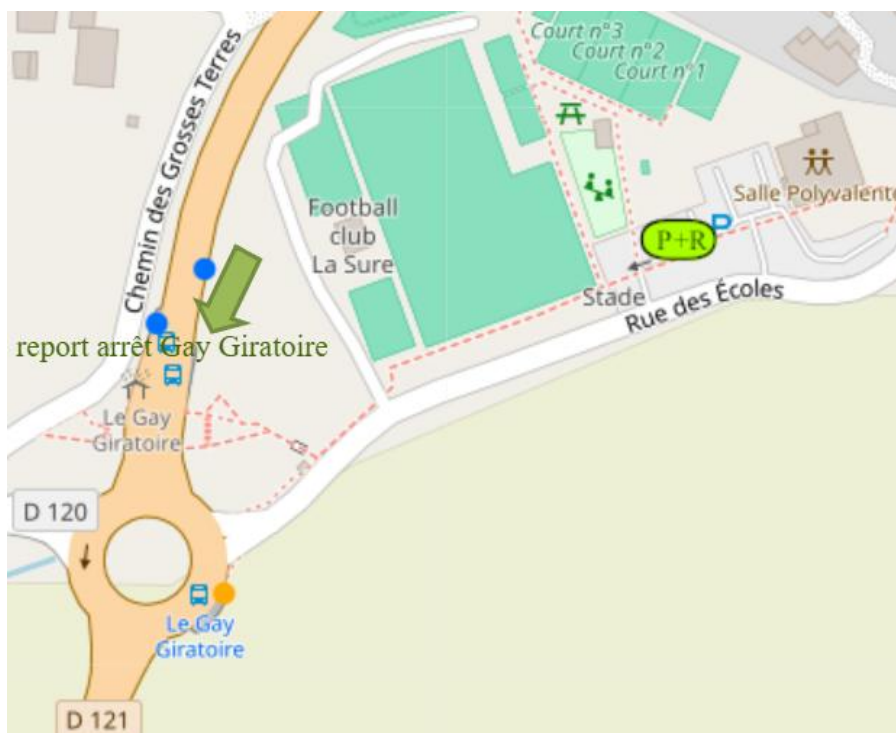 Court n°3
Court n°2
Court n°1
Chemin des Grosses Terres
Salle Polyvalente
Football
club
La Sure
P+R
P
Stade
Rue des Écoles
report arrêt Gay Giratoire
Le Gay
Giratoire
D 120
Le Gay
Giratoire
D 121